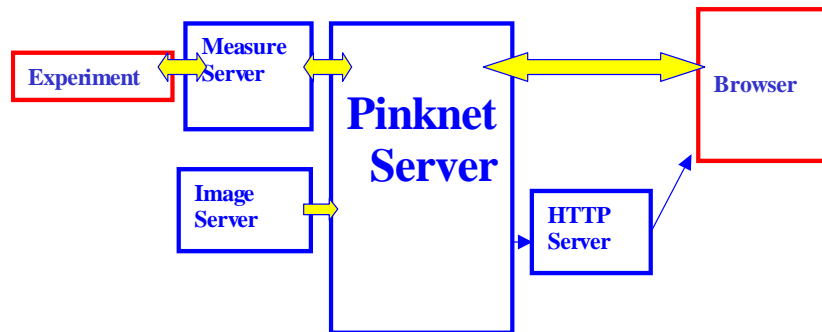 Experiment
Measure
Server
Image
Server
Pinknet
Server
HTTP
Server
Browser